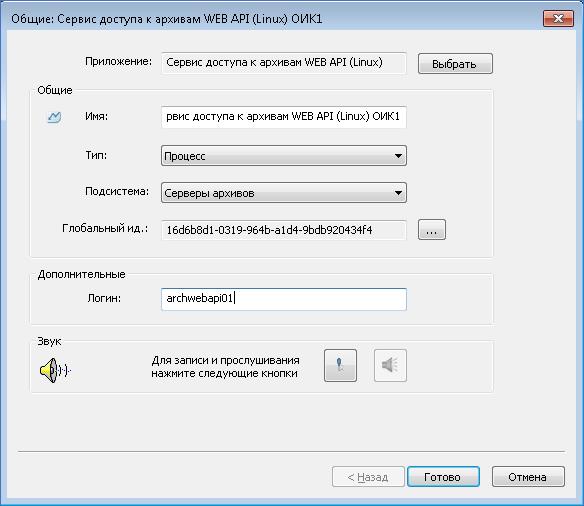 Общие: Сервис доступа к архивам WEB API (Linux) ОИК1
Приложение: Сервис доступа к архивам WEB API (Linux) Выбрать
Общие
Имя: рвис доступа к архивам WEB API (Linux) ОИК1
Тип: Процесс
Подсистема: Серверы архивов
Глобальный ид.: 16d6b8d1-0319-964b-a1d4-9bdb920434f4 ...
Дополнительные
Логин: archwebapi01
Звук
Для записи и прослушивания
нажмите следующие кнопки
< Назад Готово Отмена